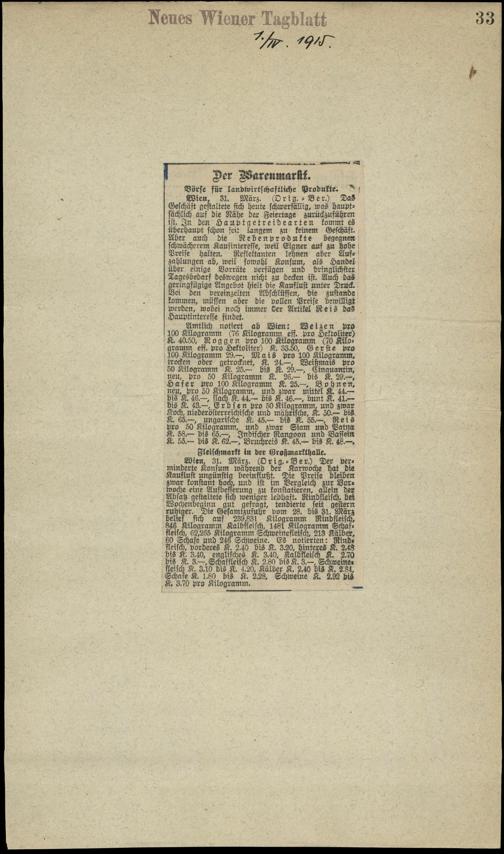 Neues Wiener Tagblatt
33
1./IV. 1915.
Der Warenmarkt.
Börse für landwirtschaftliche Produkte.
Wien, 31. März. (Orig.-Ber.) Das
Geschäft gestaltete sich heute schwerfällig, was haupt-
sächlich auf die Nähe der Feiertage zurückzuführen
ist. In den Hauptgetreidearten kommt es
überhaupt schon seit langem zu keinem Geschäft.
Aber auch die Nebenprodukte begegnen
schwächerem Kaufinteresse, weil Eigner auf zu hohe
Preise halten. Reflektanten lehnen aber Auf-
zahlungen ab, weil sowohl Konsum, als Handel
über einige Vorräte verfügen und dringlichster
Tagesbedarf deswegen nicht zu decken ist. Auch das
geringfügige Angebot hielt die Kauflust unter Druck.
Bei den vereinzelten Abschlüssen, die zustande
kommen, müssen aber die vollen Preise bewilligt
werden, wobei noch immer der Artikel Reis das
Hauptinteresse findet.
Amtlich notiert ab Wien: Weizen pro
100 Kilogramm (76 Kilogramm eff. pro Hektoliter)
K. 40.50, Roggen pro 100 Kilogramm (70 Kilo-
gramm eff. pro Hektoliter) K. 33.50, Gerste pro
100 Kilogramm 29.—, Mais pro 100 Kilogramm,
trocken oder getrocknet, K. 24.—, Weißmais pro
50 Kilogramm K. 25.— bis K. 29.—, Cinquantin,
neu, pro 50 Kilogramm K. 26.— bis K. 29.—,
Hafer pro 100 Kilogramm K. 25.—, Bohnen,
neu, pro 50 Kilogramm, und zwar mittel K. 44.—
bis K. 46.—, flach K. 44.— bis K. 46.—, bunt K. 41.—
bis K. 43.—, Erbsen pro 50 Kilogramm, und zwar
Koch, niederösterreichische und mährische, K. 50.— bis
K. 65.—, ungarische K. 45.— bis K. 55.—, Reis
pro 50 Kilogramm, und zwar Siam und
K. 58.— bis 65.—, Indischer Rangoon und Bassein
K. 55.— bis K. 62.—, Bruchreis K. 45.— bis K. 48.—.
Fleischmarkt in der Großmarkthalle.
Wien, 31. März. (Orig.-Ber.) Der ver-
minderte Konsum während der Karwoche hat die
Kauflust ungünstig beeinflußt. Die Preise bleiben
zwar konstant hoch, und ist im Vergleich zur Vor-
woche eine Aufbesserung zu konstatieren, allein der
Absatz gestaltete sich weniger lebhaft. Rindfleisch, bei
Wochenbeginn gut gefragt, tendierte seit gestern
ruhiger. Die Gesamtzufuhr vom 28. bis 31. März
belief sich auf 239,831 Kilogramm Rindfleisch,
846 Kilogramm Kalbfleisch, 1481 Kilogramm Schaf-
fleisch, 62,265 Kilogramm Schweinefleisch, 213 Kälber,
60 Schafe und 246 Schweine. Es notierten: Rind-
fleisch, vorderes K. 2.40 bis K. 3.20, hinteres K. 2.48
bis K. 3.40, englisches K. 3.40, Kalbfleisch K. 2.70
bis K. 3.—, Schaffleisch K. 2.80 bis K. 3.—, Schweine-
fleisch K. 3.10 bis K. 4.20, Kälber K. 2.40 bis K. 2.84,
Schafe K. 1.80 bis K. 2.28, Schweine K. 2.92 bis
K. 3.70 pro Kilogramm.